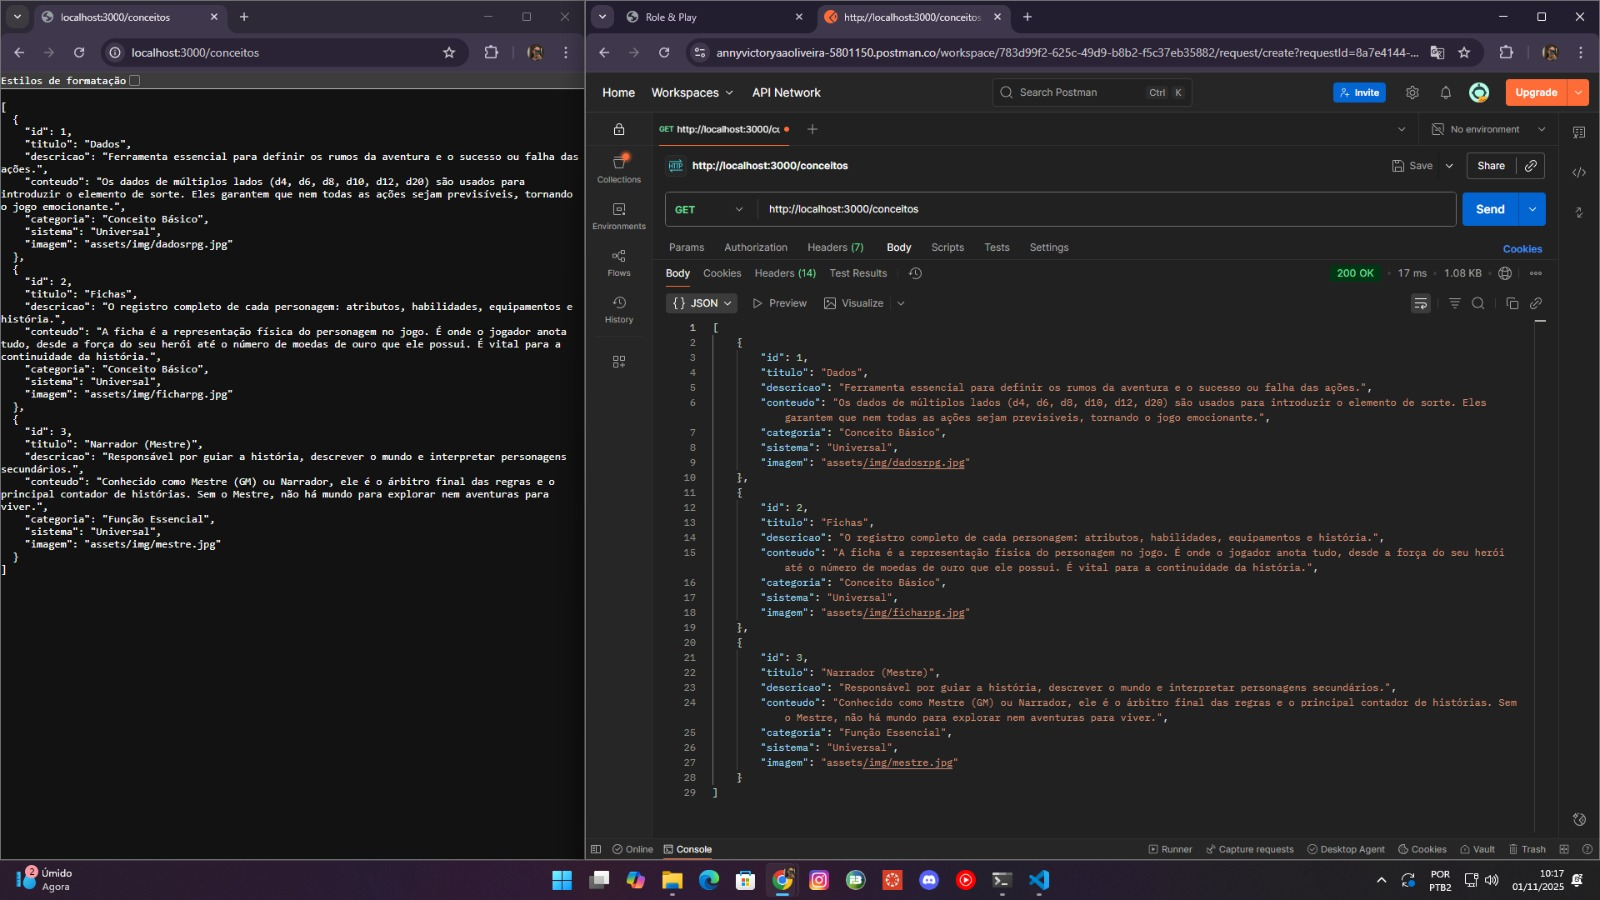 localhost:3000/conceitos
localhost:3000/conceitos
Estilos de formatação
[
{
"id": 1,
"titulo": "Dados",
"descricao": "Ferramenta essencial para definir os rumos da aventura e o sucesso ou falha das
ações.",
"conteudo": "Os dados de múltiplos lados (d4, d6, d8, d10, d12, d20) são usados para
introduzir o elemento de sorte. Eles garantem que nem todas as ações sejam previsíveis, tornando
o jogo emocionante.",
"categoria": "Conceito Básico",
"sistema": "Universal",
"imagem": "assets/img/dadosrpg.jpg"
},
{
"id": 2,
"titulo": "Fichas",
"descricao": "O registro completo de cada personagem: atributos, habilidades, equipamentos e
história.",
"conteudo": "A ficha é a representação física do personagem no jogo. É onde o jogador anota
tudo, desde a força do seu herói até o número de moedas de ouro que ele possui. É vital para a
continuidade da história.",
"categoria": "Conceito Básico",
"sistema": "Universal",
"imagem": "assets/img/ficharpg.jpg"
},
{
"id": 3,
"titulo": "Narrador (Mestre)",
"descricao": "Responsável por guiar a história, descrever o mundo e interpretar personagens
secundários.",
"conteudo": "Conhecido como Mestre (GM) ou Narrador, ele é o árbitro final das regras e o
principal contador de histórias. Sem o Mestre, não há mundo para explorar nem aventuras para
viver.",
"categoria": "Função Essencial",
"sistema": "Universal",
"imagem": "assets/img/mestre.jpg"
}
]
Role & Play
http://localhost:3000/conceitos
annyvictoryaaoliveira-5801150.postman.co/workspace/783d99f2-625c-49d9-b8b2-f5c37eb35882/request/create?requestId=8a7e4144-...
Home Workspaces API Network Search Postman Ctrl K Invite Upgrade
GET http://localhost:3000/cc No environment
Collections
Environments
Flows
History
http://localhost:3000/conceitos Save Share
GET http://localhost:3000/conceitos Send
Params Authorization Headers (7) Body Scripts Tests Settings Cookies
Body Cookies Headers (14) Test Results 200 OK 17 ms 1.08 KB
{ } JSON Preview Visualize
1 [
2 {
3 "id": 1,
4 "titulo": "Dados",
5 "descricao": "Ferramenta essencial para definir os rumos da aventura e o sucesso ou falha das ações.",
6 "conteudo": "Os dados de múltiplos lados (d4, d6, d8, d10, d12, d20) são usados para introduzir o elemento de sorte. Eles
garantem que nem todas as ações sejam previsíveis, tornando o jogo emocionante.",
7 "categoria": "Conceito Básico",
8 "sistema": "Universal",
9 "imagem": "assets/img/dadosrpg.jpg"
10 },
11 {
12 "id": 2,
13 "titulo": "Fichas",
14 "descricao": "O registro completo de cada personagem: atributos, habilidades, equipamentos e história.",
15 "conteudo": "A ficha é a representação física do personagem no jogo. É onde o jogador anota tudo, desde a força do seu herói
até o número de moedas de ouro que ele possui. É vital para a continuidade da história.",
16 "categoria": "Conceito Básico",
17 "sistema": "Universal",
18 "imagem": "assets/img/ficharpg.jpg"
19 },
20 {
21 "id": 3,
22 "titulo": "Narrador (Mestre)",
23 "descricao": "Responsável por guiar a história, descrever o mundo e interpretar personagens secundários.",
24 "conteudo": "Conhecido como Mestre (GM) ou Narrador, ele é o árbitro final das regras e o principal contador de histórias. Sem
o Mestre, não há mundo para explorar nem aventuras para viver.",
25 "categoria": "Função Essencial",
26 "sistema": "Universal",
27 "imagem": "assets/img/mestre.jpg"
28 }
29 ]
Online Console Runner Capture requests Desktop Agent Cookies Vault Trash
2 Úmido
Agora
POR
PTB2
10:17
01/11/2025